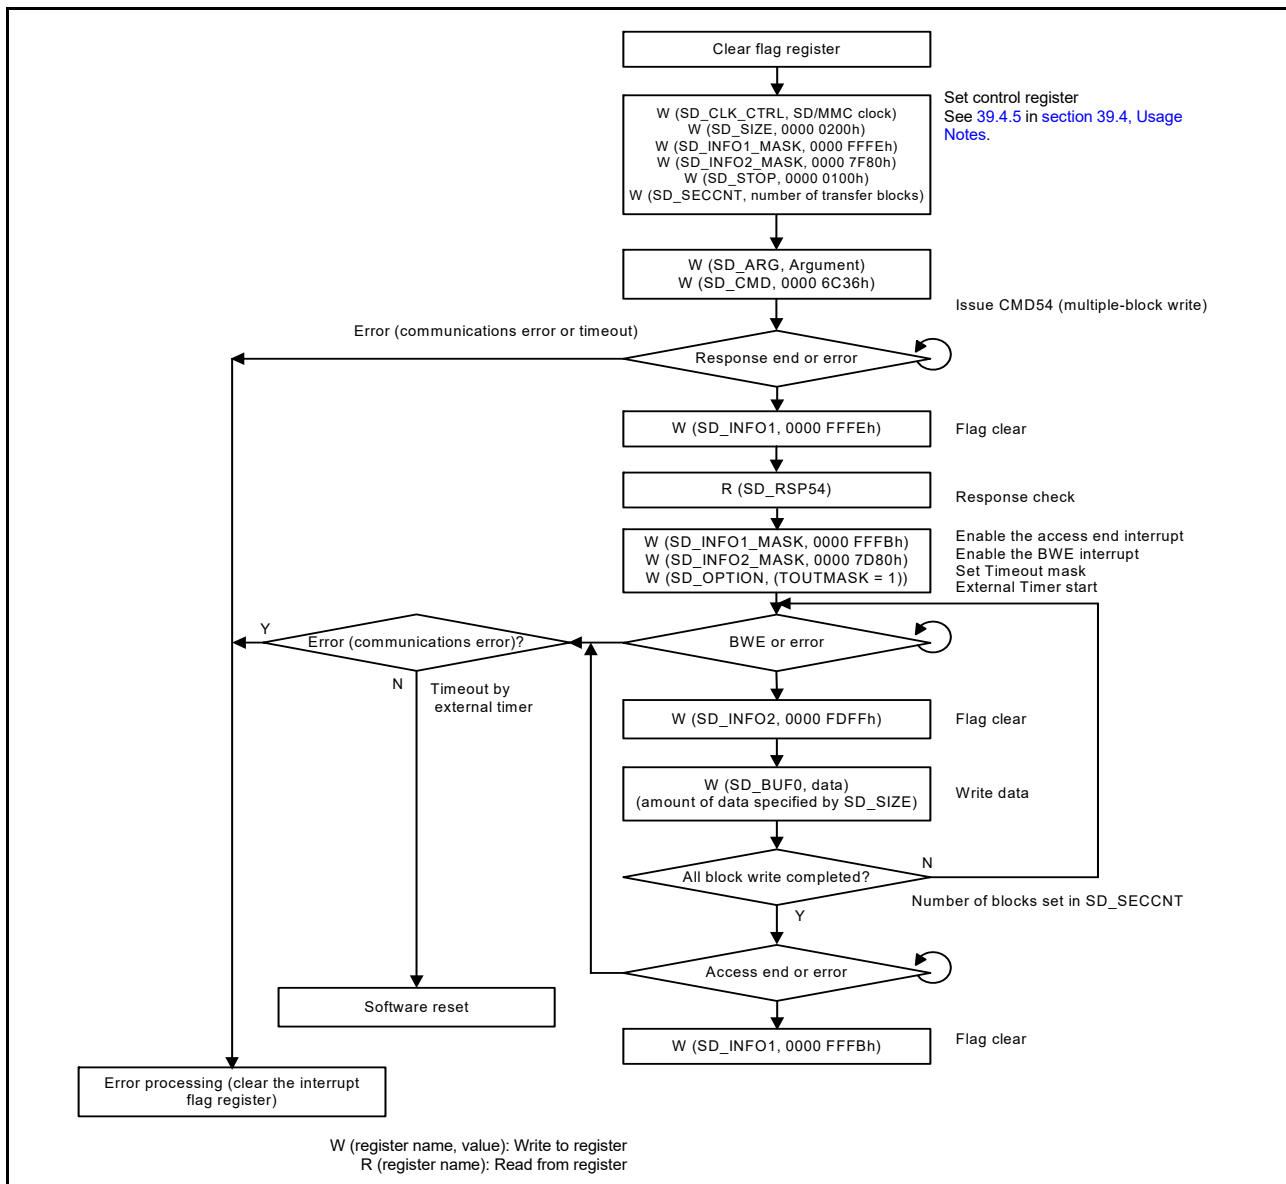 Clear flag register
W (SD_CLK_CTRL, SD/MMC clock)
W (SD_SIZE, 0000 0200h)
W (SD_INFO1_MASK, 0000 FFFEh)
W (SD_INFO2_MASK, 0000 7F80h)
W (SD_STOP, 0000 0100h)
W (SD_SECCNT, number of transfer blocks)
Set control register
See 39.4.5 in section 39.4, Usage
Notes.
W (SD_ARG, Argument)
W (SD_CMD, 0000 6C36h)
Issue CMD54 (multiple-block write)
Error (communications error or timeout)
Response end or error
W (SD_INFO1, 0000 FFFEh)
Flag clear
R (SD_RSP54)
Response check
W (SD_INFO1_MASK, 0000 FFFBh)
W (SD_INFO2_MASK, 0000 7D80h)
W (SD_OPTION, (TOUTMASK = 1))
Enable the access end interrupt
Enable the BWE interrupt
Set Timeout mask
External Timer start
Y
Error (communications error)?
BWE or error
N
Timeout by
external timer
W (SD_INFO2, 0000 FDFFh)
Flag clear
W (SD_BUF0, data)
(amount of data specified by SD_SIZE)
Write data
All block write completed?
N
Number of blocks set in SD_SECCNT
Y
Access end or error
Software reset
W (SD_INFO1, 0000 FFFBh)
Flag clear
Error processing (clear the interrupt
flag register)
W (register name, value): Write to register
R (register name): Read from register